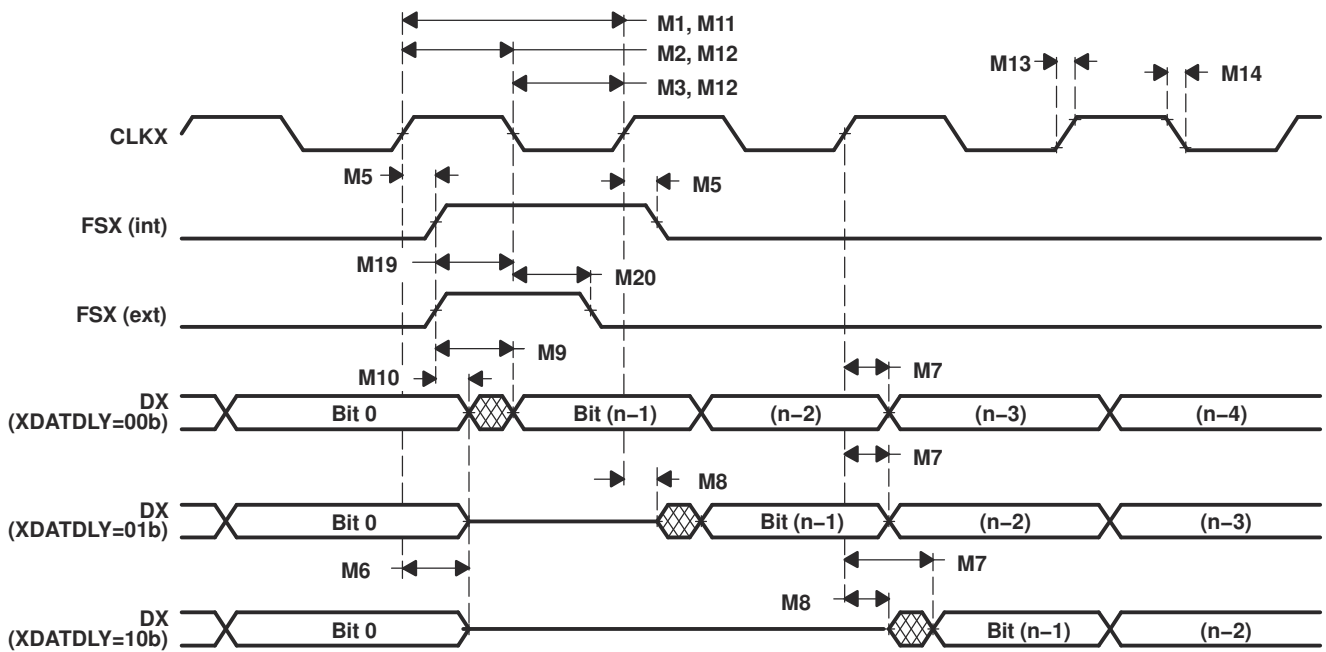 M1, M11
M2, M12
M3, M12
M13
M14
CLKX
M5
M5
FSX (int)
M19
M20
FSX (ext)
M9
M10
M7
DX
(XDATDLY=00b)
Bit 0
Bit (n−1)
(n−2)
(n−3)
(n−4)
M7
M8
DX
(XDATDLY=01b)
Bit 0
Bit (n−1)
(n−2)
(n−3)
M6
M7
M8
DX
(XDATDLY=10b)
Bit 0
Bit (n−1)
(n−2)